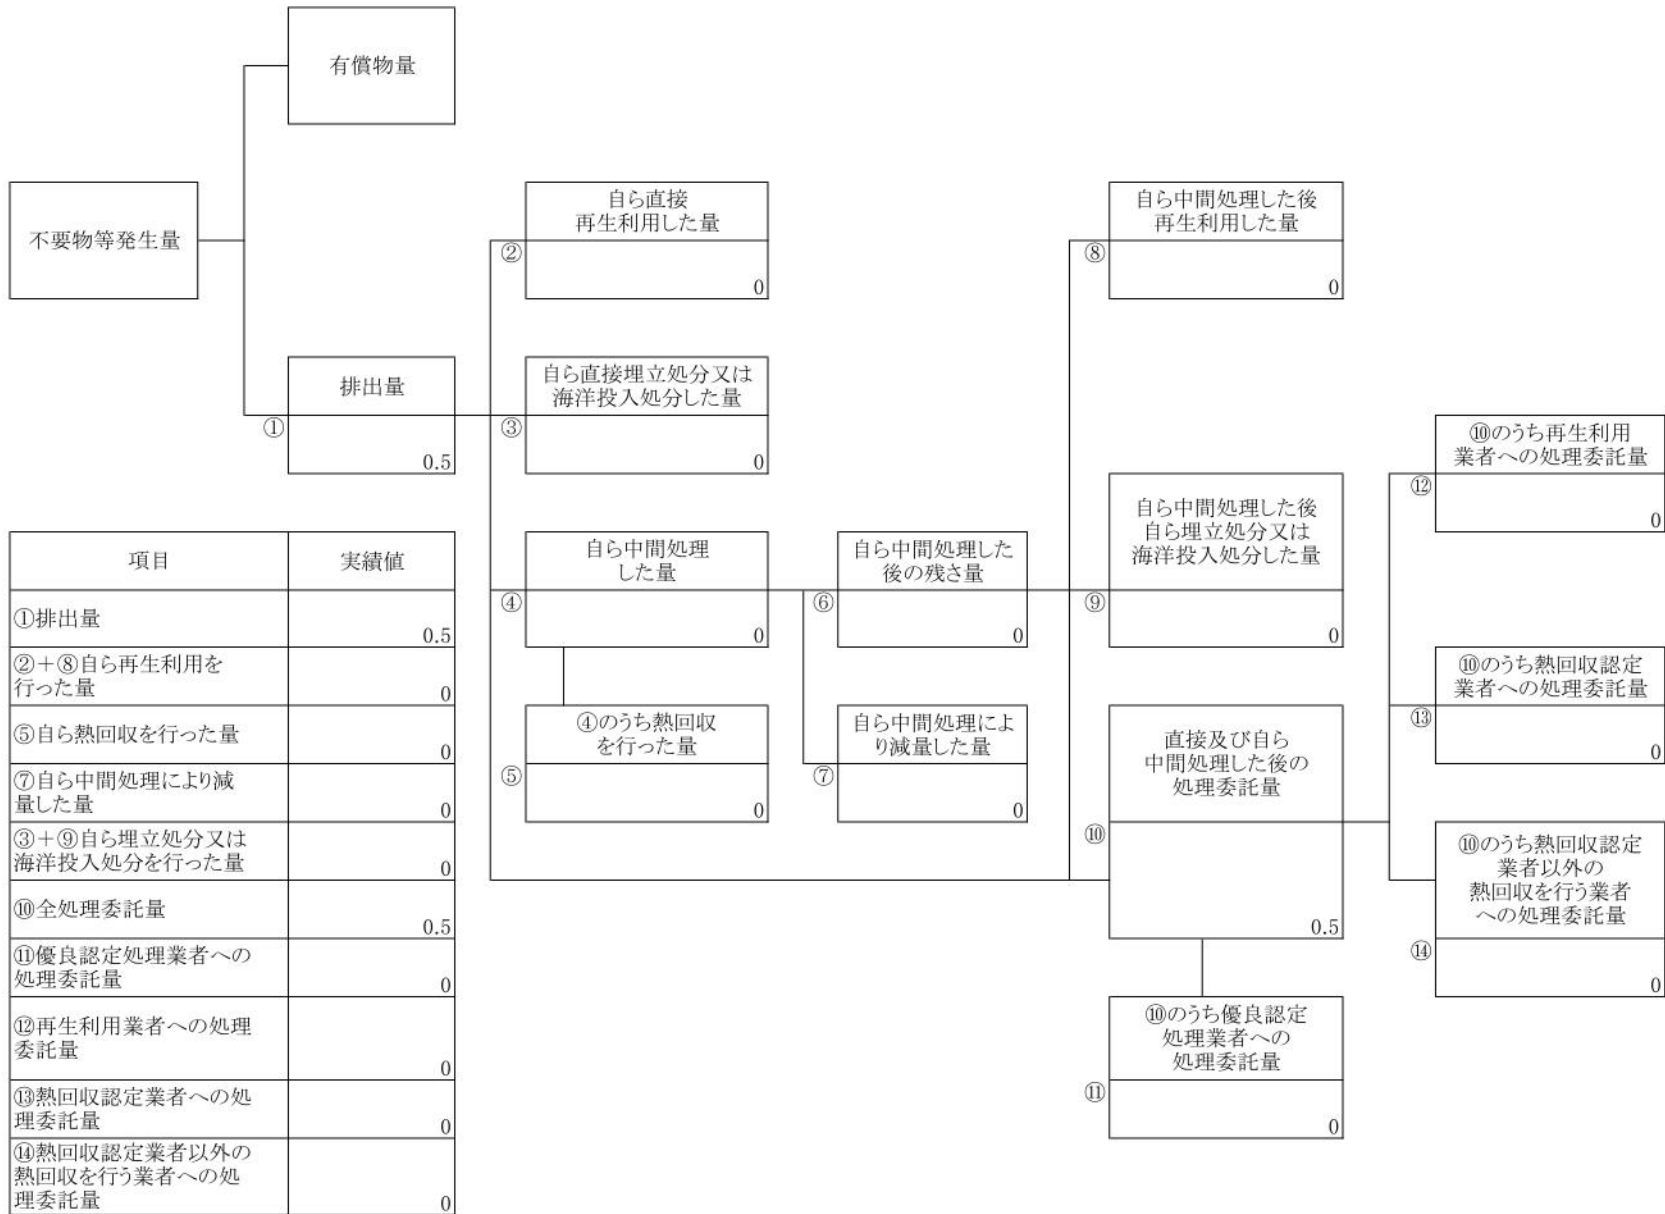 有償物量
不要物等発生量
自ら直接
再生利用した量
②
0
自ら中間処理した後
再生利用した量
⑧
0
排出量
①
0.5
自ら直接埋立処分又は
海洋投入処分した量
③
0
⑩のうち再生利用
業者への処理委託量
⑫
0
自ら中間処理した後
自ら埋立処分又は
海洋投入処分した量
⑨
0
自ら中間処理
した量
④
0
自ら中間処理した
後の残さ量
⑥
0
⑩のうち熱回収認定
業者への処理委託量
⑬
0
④のうち熱回収
を行った量
⑤
0
自ら中間処理によ
り減量した量
⑦
0
直接及び自ら
中間処理した後の
処理委託量
⑩
0.5
⑩のうち熱回収認定
業者以外の
熱回収を行う業者
への処理委託量
⑭
0
⑩のうち優良認定
処理業者への
処理委託量
⑪
0
項目
実績値
①排出量
0.5
②＋⑧自ら再生利用を
行った量
0
⑤自ら熱回収を行った量
0
⑦自ら中間処理により減
量した量
0
③＋⑨自ら埋立処分又は
海洋投入処分を行った量
0
⑩全処理委託量
0.5
⑪優良認定処理業者への
処理委託量
0
⑫再生利用業者への処理
委託量
0
⑬熱回収認定業者への処
理委託量
0
⑭熱回収認定業者以外の
熱回収を行う業者への処
理委託量
0